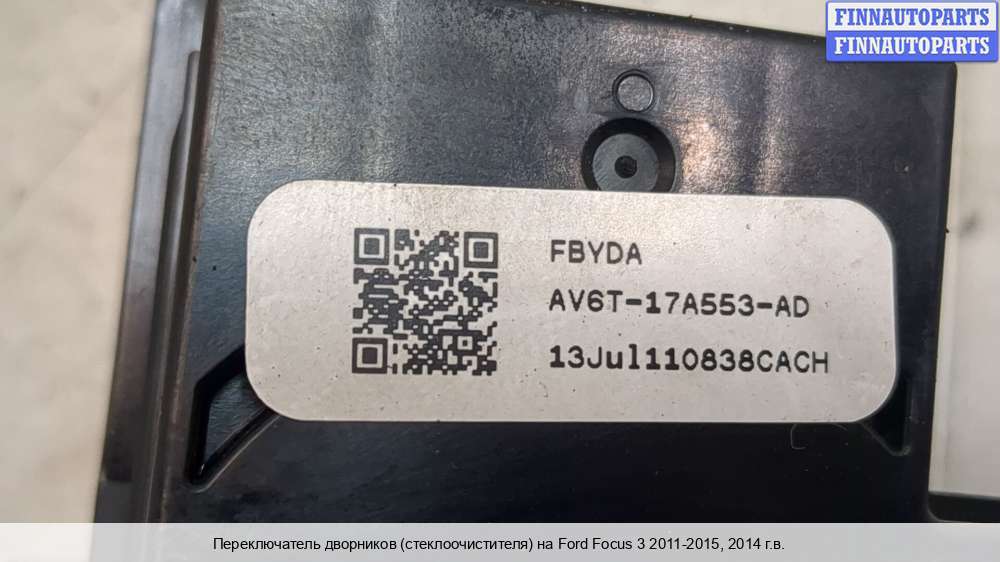 FINNAUTOPARTS
FINNAUTOPARTS
FBYDA
AV6T-17A553-AD
13Jul110838CACH
Переключатель дворников (стеклоочистителя) на Ford Focus 3 2011-2015, 2014 г.в.